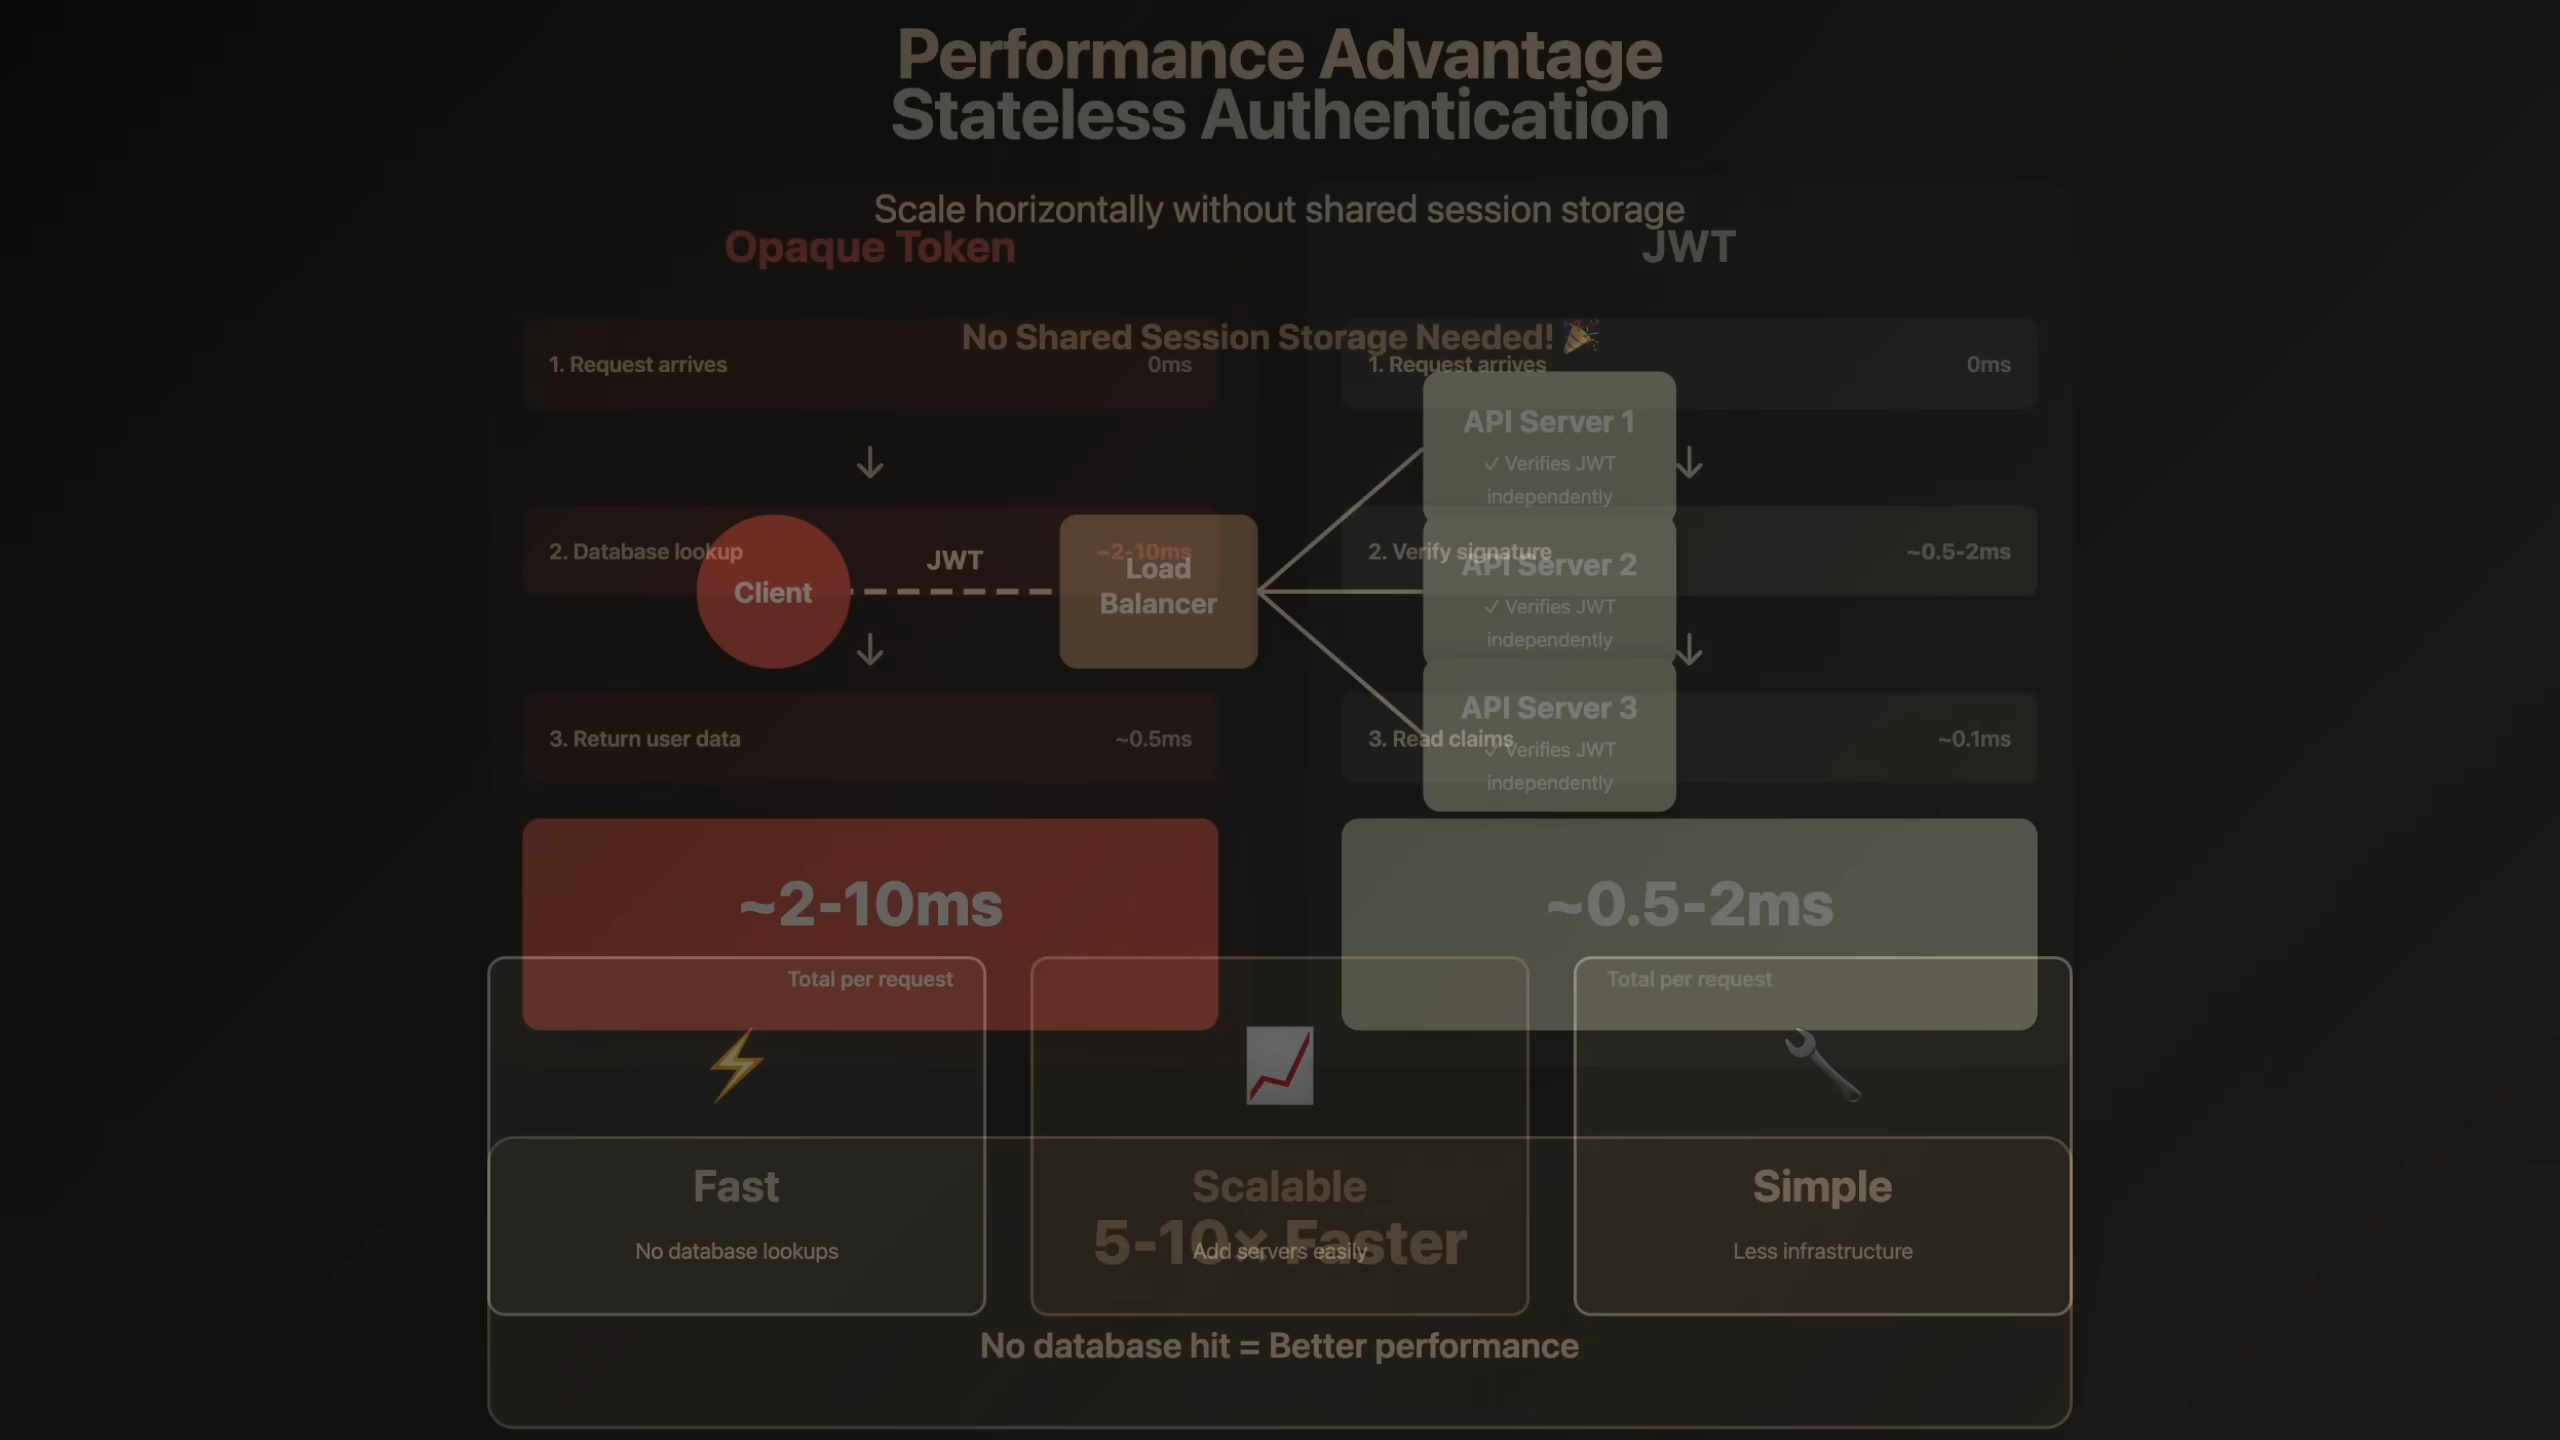 Performance Advantage
Stateless Authentication
Scale horizontally without shared session storage
Opaque Token
JWT
No Shared Session Storage Needed!
1. Request arrives
0ms
1. Request arrives
0ms
API Server 1
✓ Verifies JWT
independently
2. Database lookup
~2-10ms
2. Verify signature
~0.5-2ms
Client
JWT
Load
Balancer
API Server 2
✓ Verifies JWT
independently
3. Return user data
~0.5ms
3. Read claims
~0.1ms
API Server 3
✓ Verifies JWT
independently
~2-10ms
Total per request
~0.5-2ms
Total per request
Fast
No database lookups
Scalable
Add servers easily
Simple
Less infrastructure
5-10× Faster
No database hit = Better performance